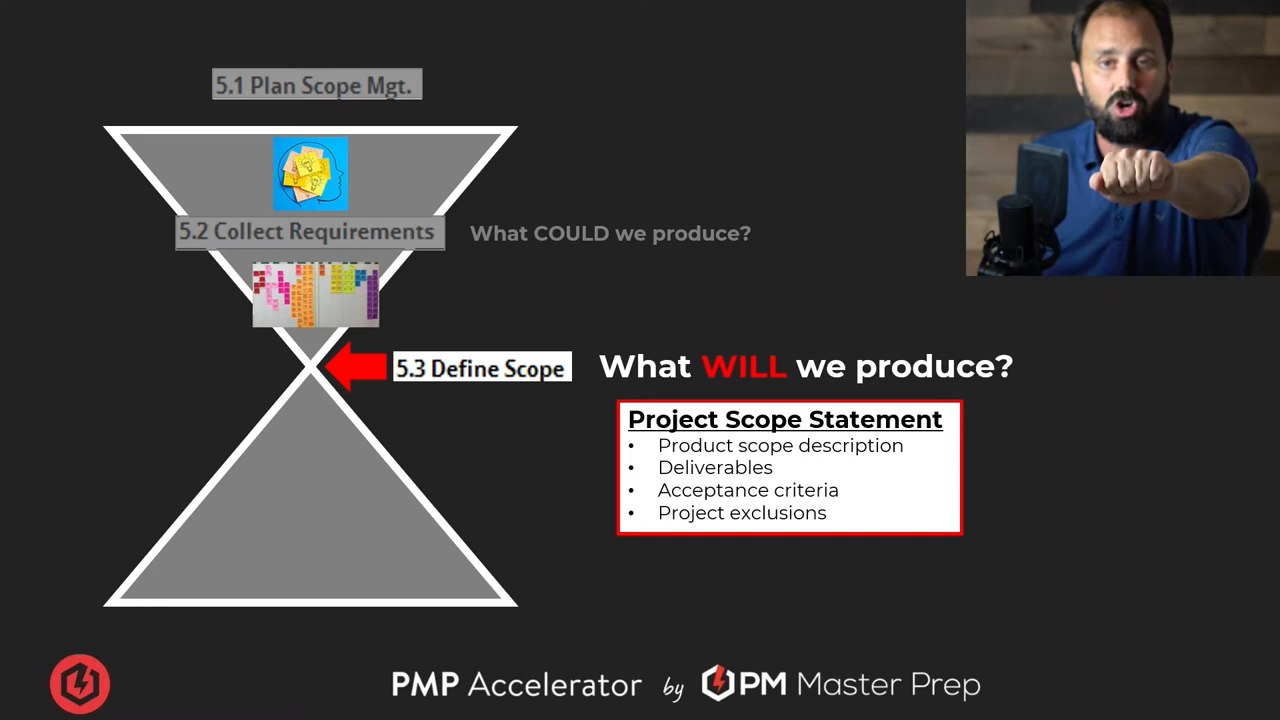 5.1 Plan Scope Mgt.
5.2 Collect Requirements
What COULD we produce?
5.3 Define Scope
What WILL we produce?
Project Scope Statement
• Product scope description
• Deliverables
• Acceptance criteria
• Project exclusions
PMP Accelerator by PM Master Prep